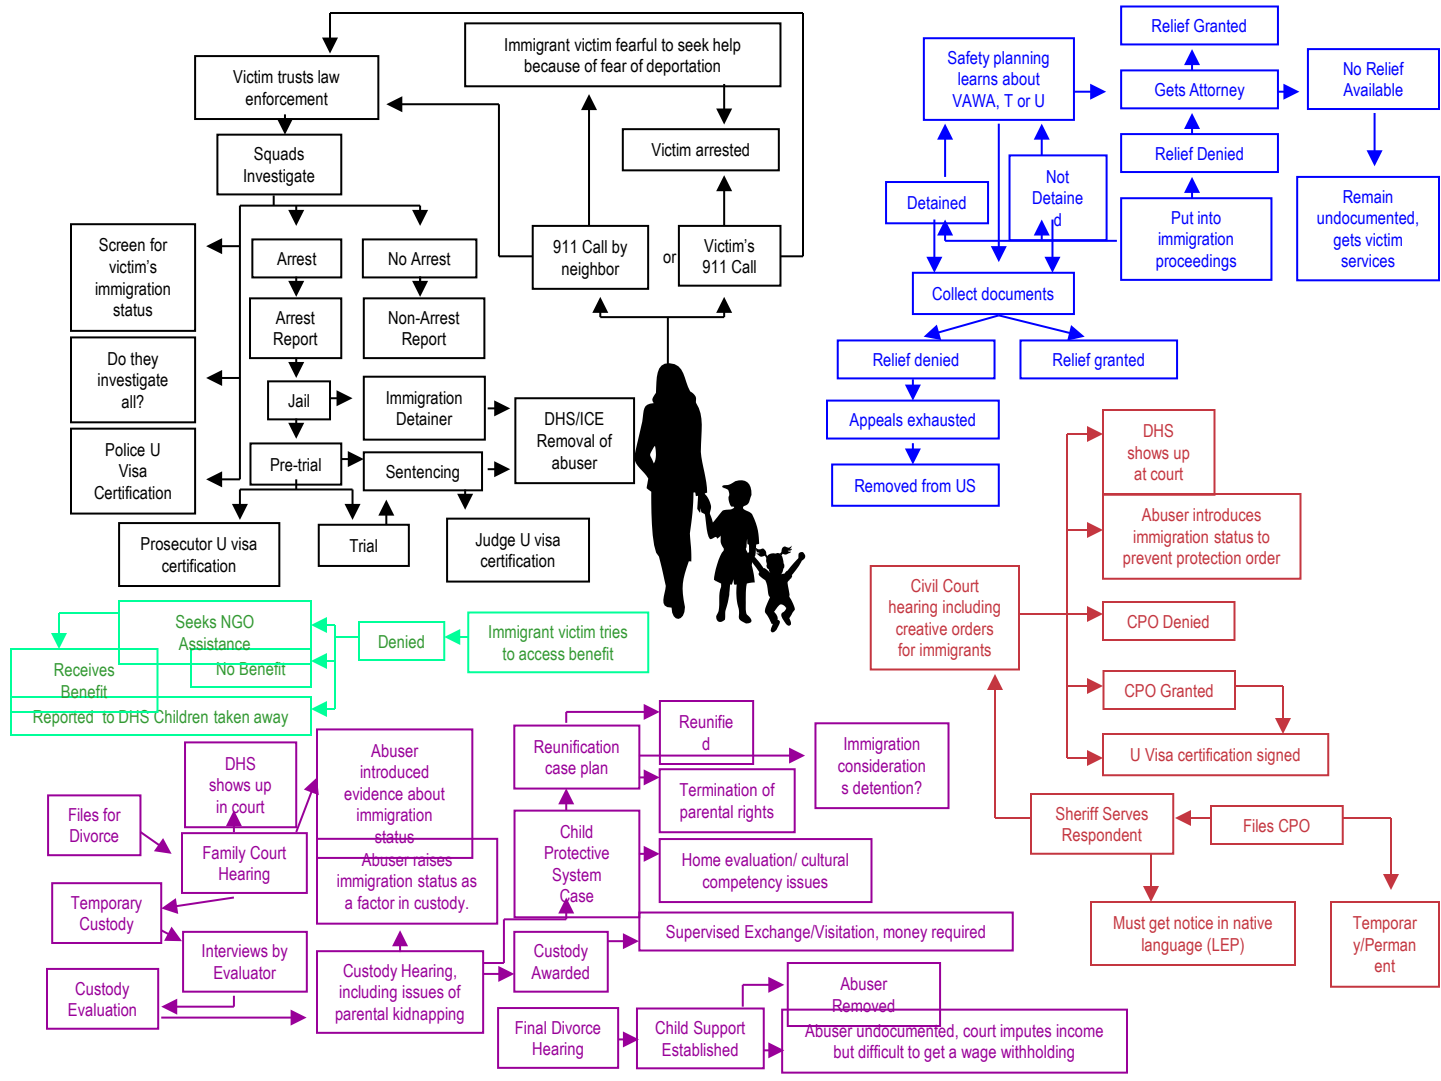 Immigrant victim fearful to seek help
because of fear of deportation
Victim trusts law
enforcement
Victim arrested
Squads
Investigate
Screen for
victim's
immigration
status
Arrest
No Arrest
911 Call by
neighbor
or
Victim's
911 Call
Arrest
Report
Non-Arrest
Report
Do they
investigate
all?
Jail
Immigration
Detainer
DHS/ICE
Removal of
abuser
Police U
Visa
Certification
Pre-trial
Sentencing
Prosecutor U visa
certification
Trial
Judge U visa
certification
Relief Granted
Safety planning
learns about
VAWA, T or U
Gets Attorney
No Relief
Available
Relief Denied
Detained
Not
Detaine
d
Put into
immigration
proceedings
Remain
undocumented,
gets victim
services
Collect documents
Relief denied
Relief granted
Appeals exhausted
Removed from US
DHS
shows up
at court
Abuser introduces
immigration status to
prevent protection order
Civil Court
hearing including
creative orders
for immigrants
CPO Denied
CPO Granted
U Visa certification signed
Sheriff Serves
Respondent
Files CPO
Must get notice in native
language (LEP)
Temporar
y/Perman
ent
Seeks NGO
Assistance
Denied
Immigrant victim tries
to access benefit
Receives
Benefit
No Benefit
Reported  to DHS Children taken away
DHS
shows up
in court
Abuser
introduced
evidence about
immigration
status
Files for
Divorce
Family Court
Hearing
Abuser raises
immigration status as
a factor in custody.
Temporary
Custody
Interviews by
Evaluator
Custody
Evaluation
Custody Hearing,
including issues of
parental kidnapping
Reunification
case plan
Reunifie
d
Immigration
consideration
s detention?
Termination of
parental rights
Child
Protective
System
Case
Home evaluation/ cultural
competency issues
Supervised Exchange/Visitation, money required
Custody
Awarded
Final Divorce
Hearing
Child Support
Established
Abuser
Removed
Abuser undocumented, court imputes income
but difficult to get a wage withholding